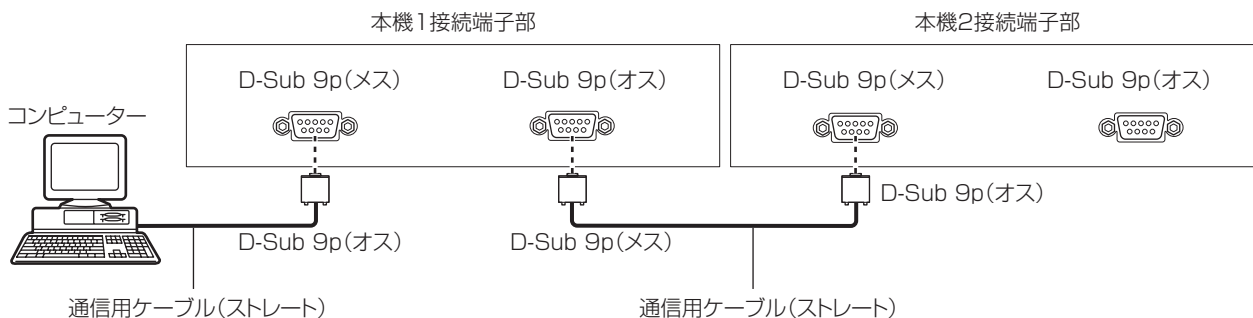 本機1接続端子部
本機2接続端子部
D-Sub 9p（メス）
D-Sub 9p（オス）
D-Sub 9p（メス）
D-Sub 9p（オス）
コンピューター
D-Sub 9p（オス）
D-Sub 9p（メス）
D-Sub 9p（オス）
通信用ケーブル（ストレート）
通信用ケーブル（ストレート）